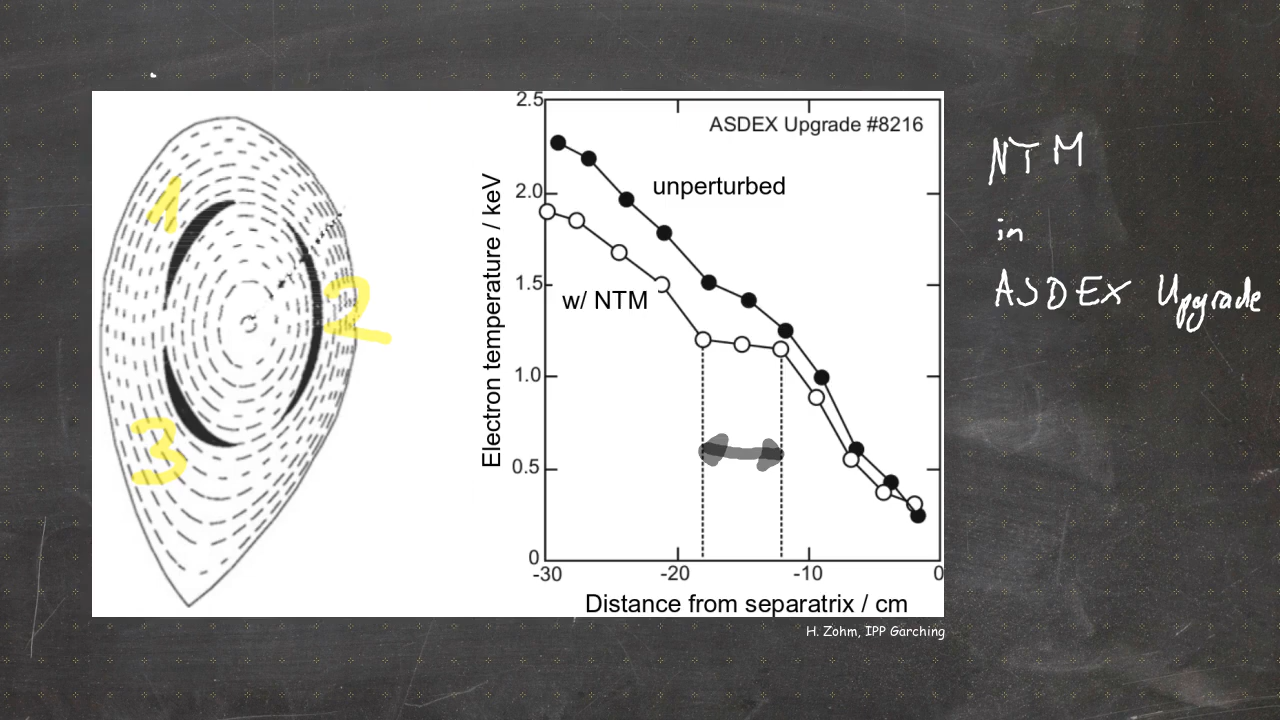 1
2
3
2.5
2.0
1.5
1.0
0.5
0
-30
-20
-10
0
Electron temperature / keV
ASDEX Upgrade #8216
unperturbed
w/ NTM
Distance from separatrix / cm
H. Zohm, IPP Garching
NTM
in
ASDEX Upgrade